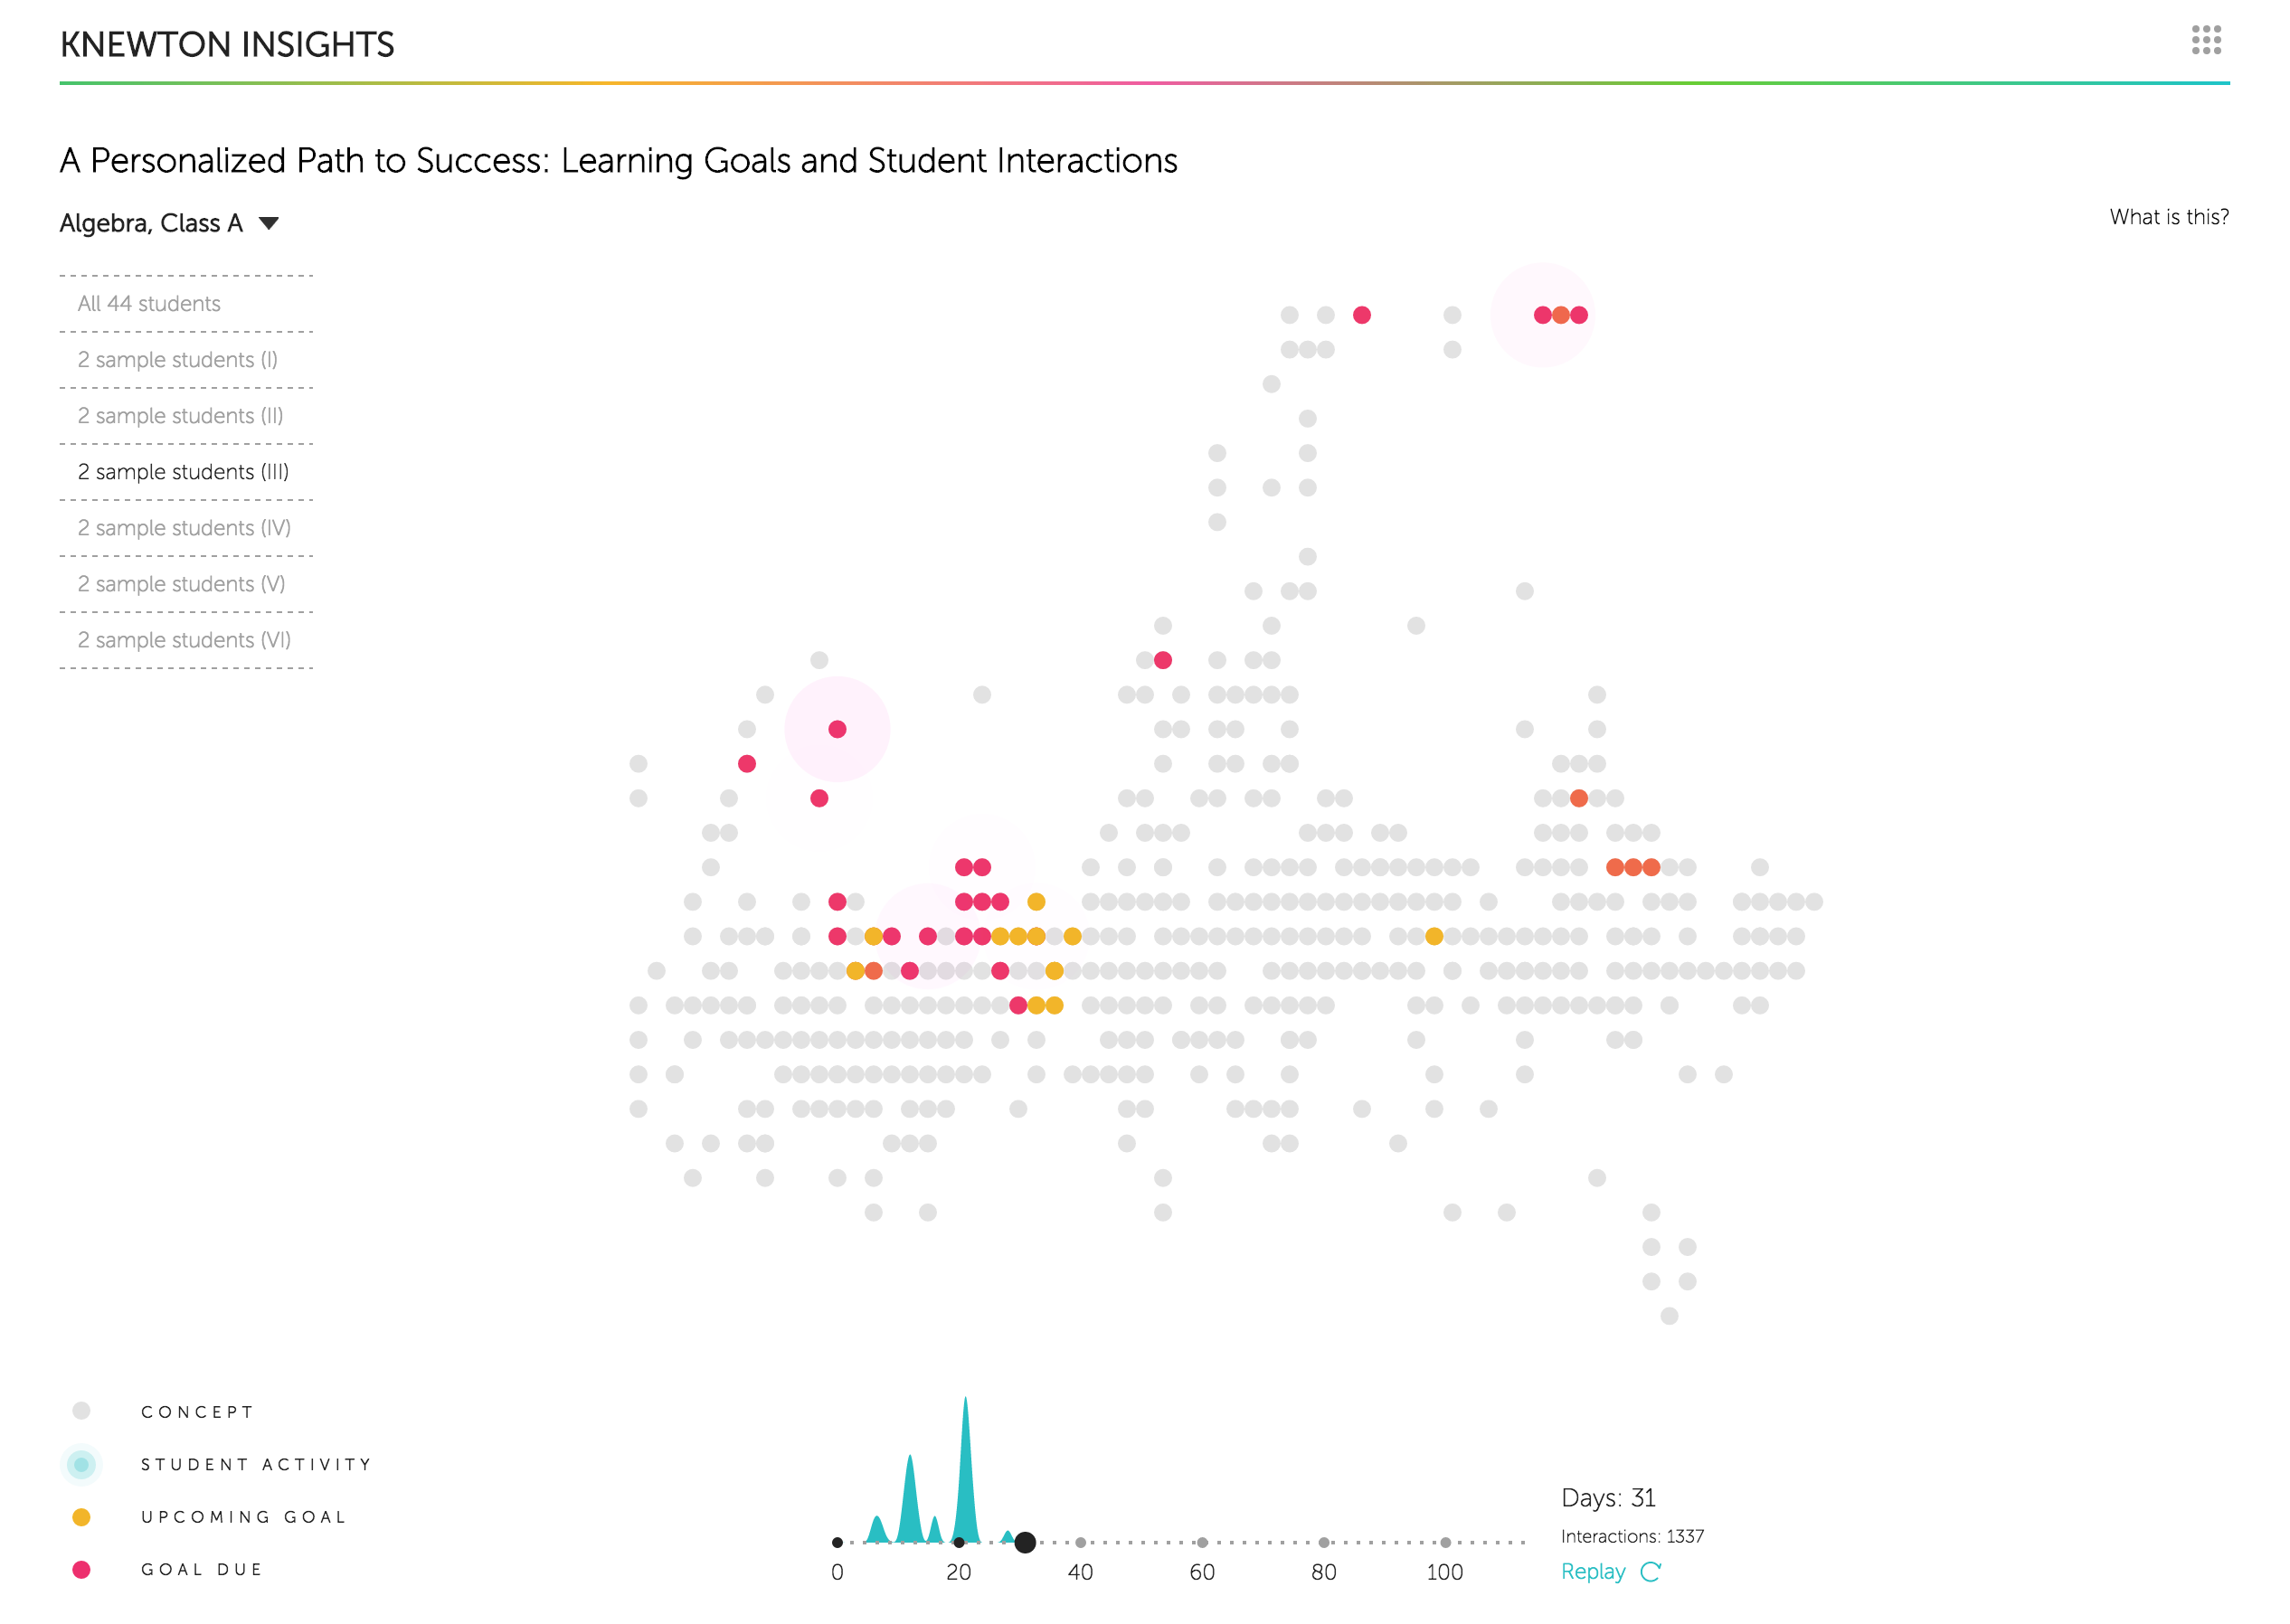 KNEWTON INSIGHTS
A Personalized Path to Success: Learning Goals and Student Interactions
Algebra, Class A
What is this?
All 44 students
2 sample students (I)
2 sample students (II)
2 sample students (III)
2 sample students (IV)
2 sample students (V)
2 sample students (VI)
CONCEPT
STUDENT ACTIVITY
UPCOMING GOAL
GOAL DUE
0 20 40 60 80 100
Days: 31
Interactions: 1337
Replay